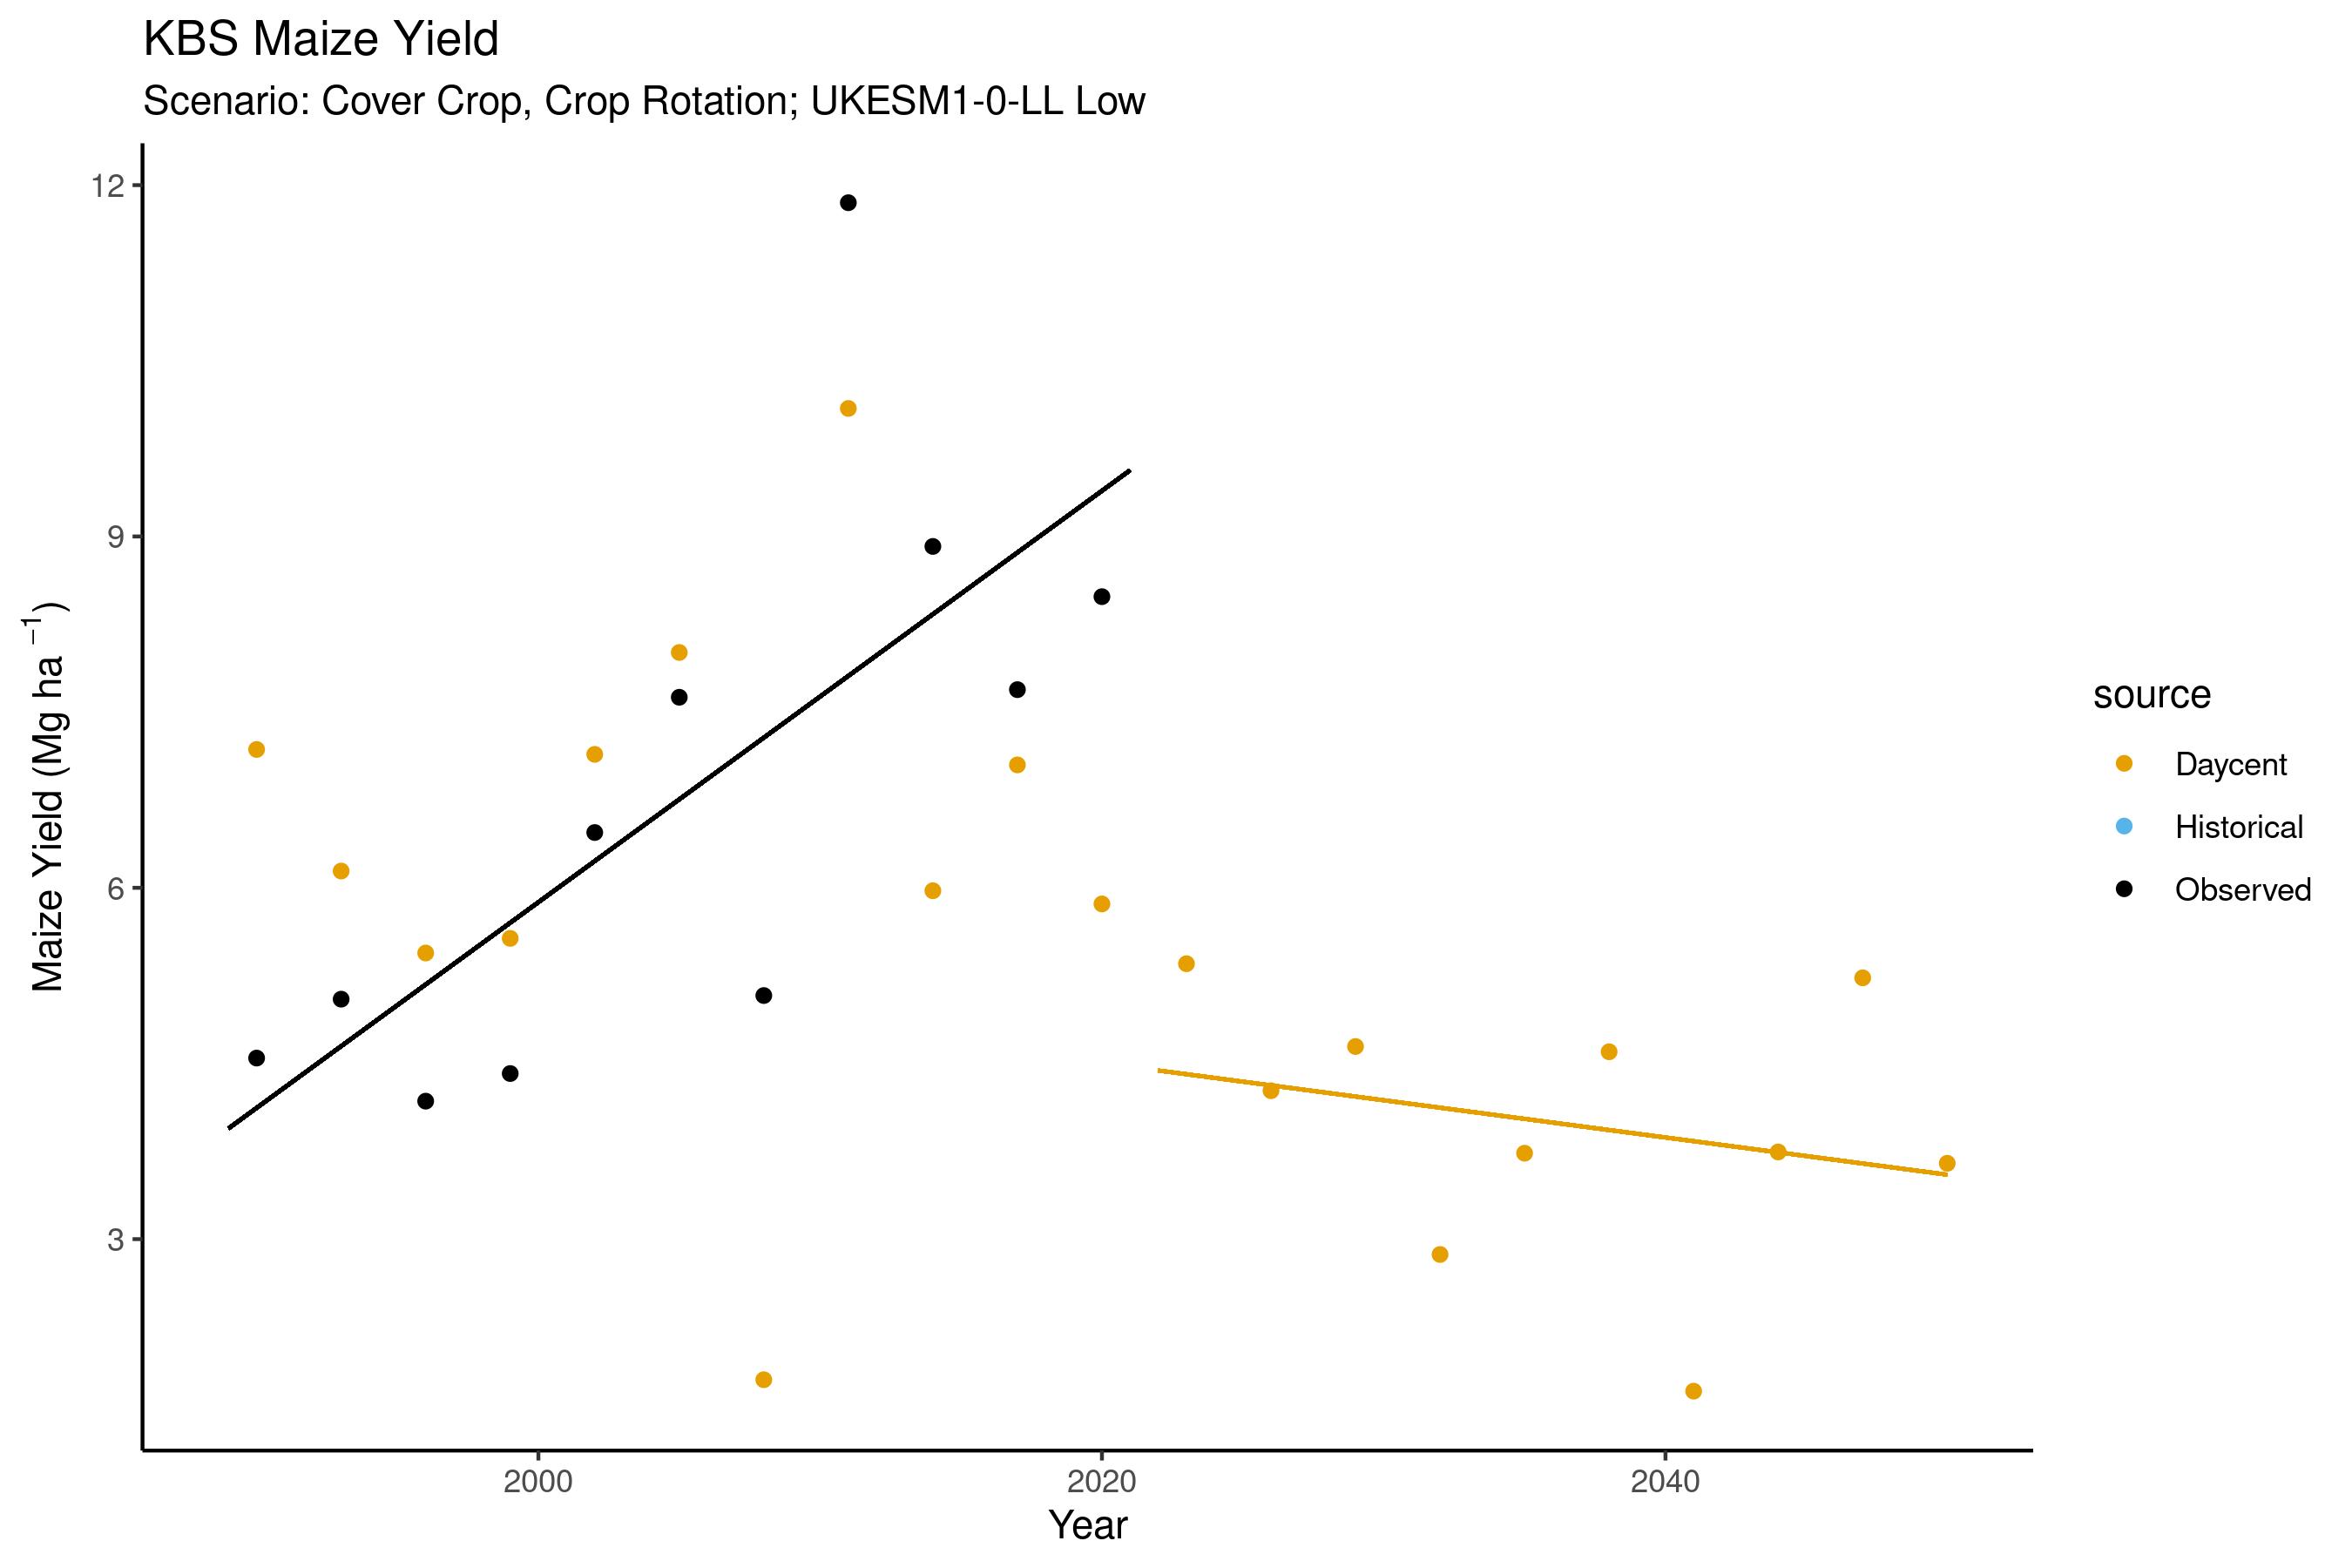 KBS Maize Yield
Scenario: Cover Crop, Crop Rotation; UKESM1-0-LL Low
Maize Yield (Mg ha −1)
12
9
6
3
2000
2020
2040
Year
source
Daycent
Historical
Observed